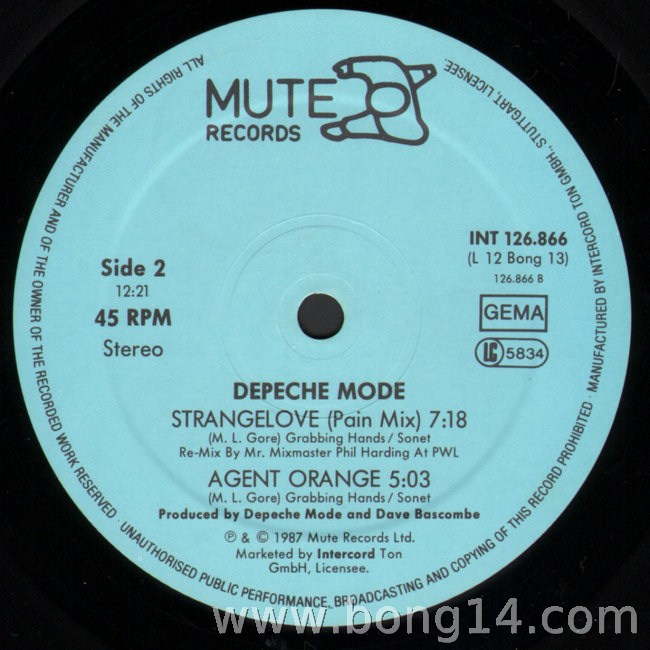 MUTE
RECORDS
Side 2
12:21
45 RPM
Stereo
INT 126.866
(L 12 Bong 13)
126.866 B
GEMA
LC 5834
DEPECHE MODE
STRANGELOVE (Pain Mix) 7:18
(M. L. Gore) Grabbing Hands/Sonet
Re-Mix By Mr. Mixmaster Phil Harding At PWL
AGENT ORANGE 5:03
(M. L. Gore) Grabbing Hands/Sonet
Produced by Depeche Mode and Dave Bascombe
℗ & © 1987 Mute Records Ltd.
Marketed by Intercord Ton
GmbH, Licensee.
ALL RIGHTS OF THE MANUFACTURER AND OF THE OWNER OF THE RECORDED WORK RESERVED · UNAUTHORISED PUBLIC PERFORMANCE, BROADCASTING AND COPYING OF THIS RECORD PROHIBITED · MANUFACTURED BY INTERCORD TON GMBH., STUTTGART, LICENSEE.
www.bong14.com